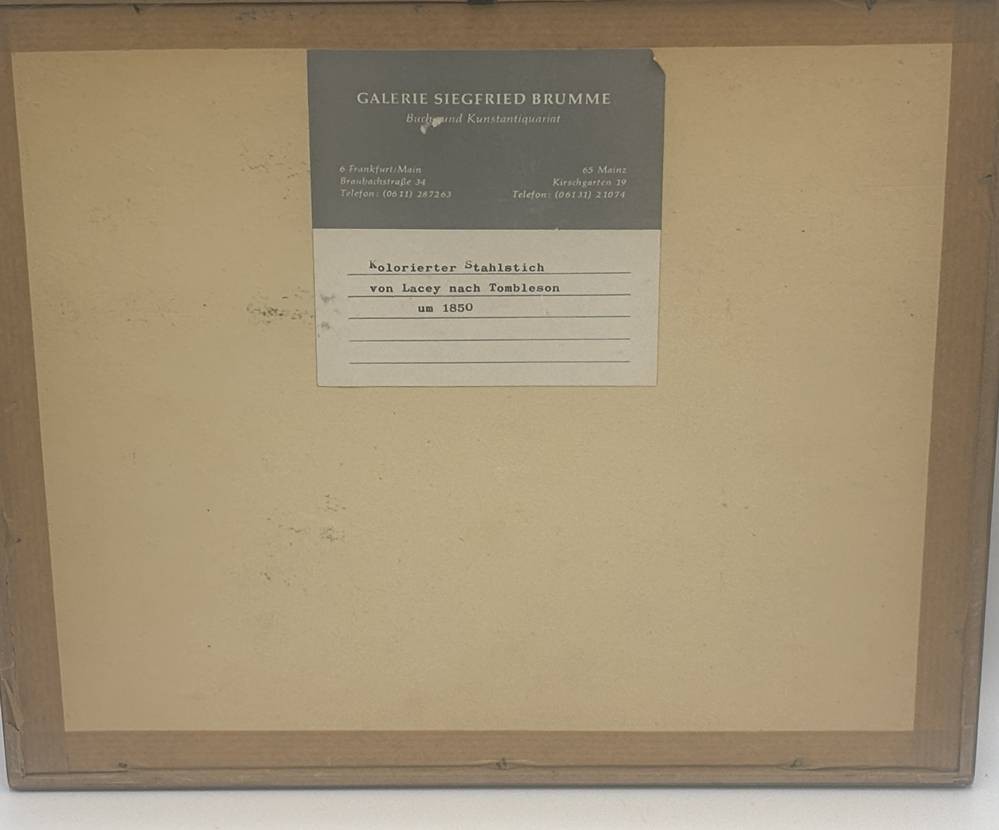 GALERIE SIEGFRIED BRUMME
Buch- und Kunstantiquariat
6 Frankfurt/Main
Braubachstraße 34
Telefon: (0611) 287263
65 Mainz
Kirschgarten 19
Telefon: (06131) 21074
Kolorierter Stahlstich
von Lacey nach Tombleson
um 1850